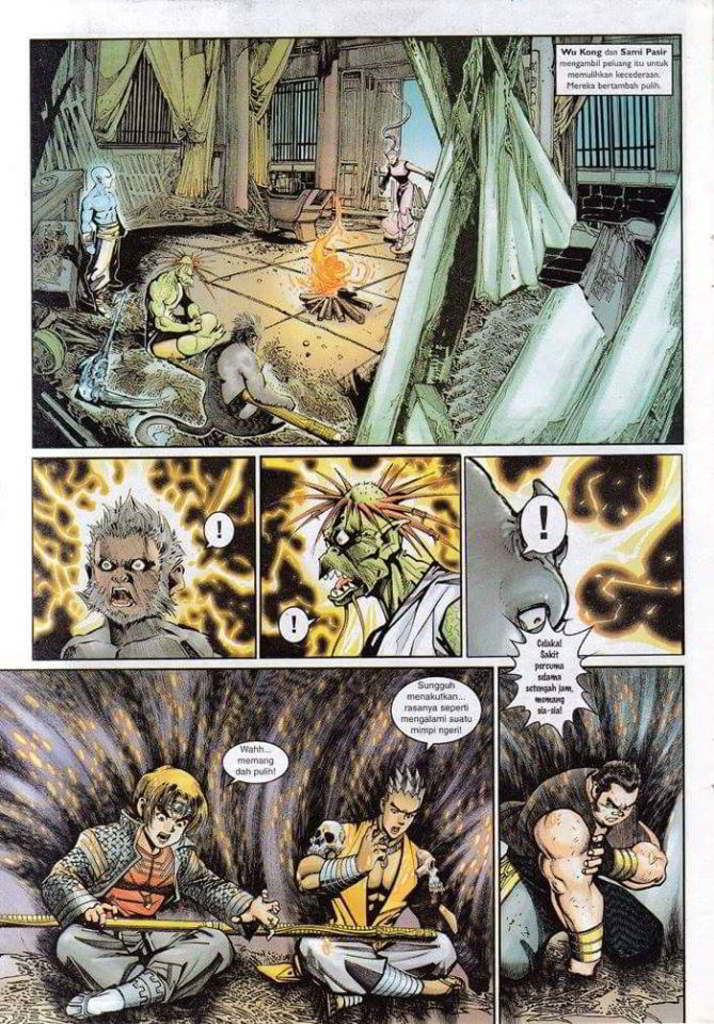 Wu Kong dan Sami Pasir
mengambil peluang itu untuk
memulihkan kecederaan.
Mereka bertambah pulih.
!
!
!
Celaka!
Sakit
percuma
selama
setengah jam,
memang
sia-sia!
Sungguh
menakutkan...
rasanya seperti
mengalami suatu
mimpi ngeri!
Wahh...
memang
dah pulih!